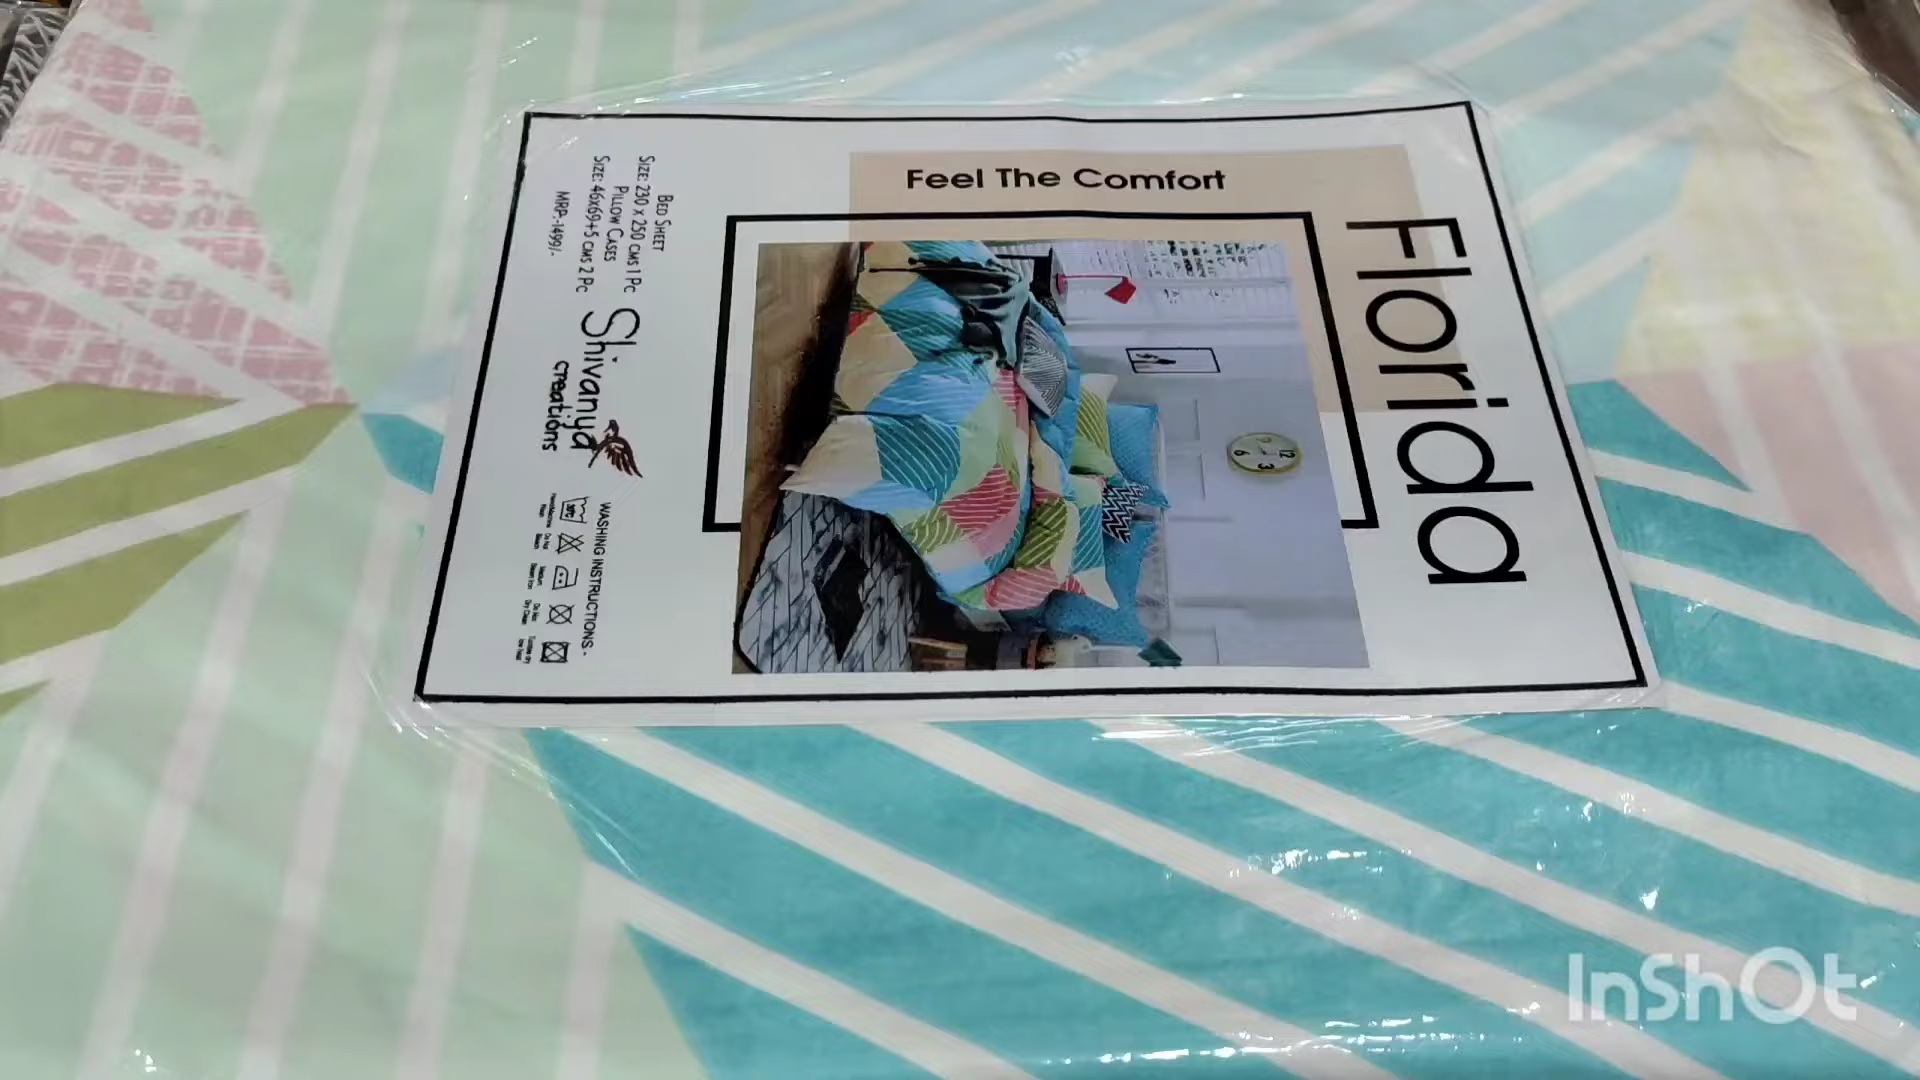 Feel The Comfort
Florida
BED SHEET
SIZE: 230 x 250 CMS 1 PC
PILLOW CASES
SIZE: 46x69+5 CMS 2 PC
MRP:-1499/-
Shivanya
creations
WASHING INSTRUCTIONS:-
12
3
6
InShOt